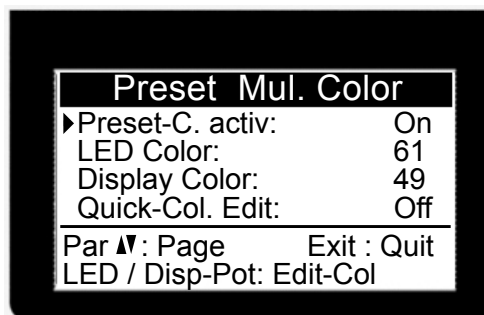 Preset Mul. Color
Preset-C. activ: On
LED Color: 61
Display Color: 49
Quick-Col. Edit: Off
Par : Page Exit : Quit
LED / Disp-Pot: Edit-Col